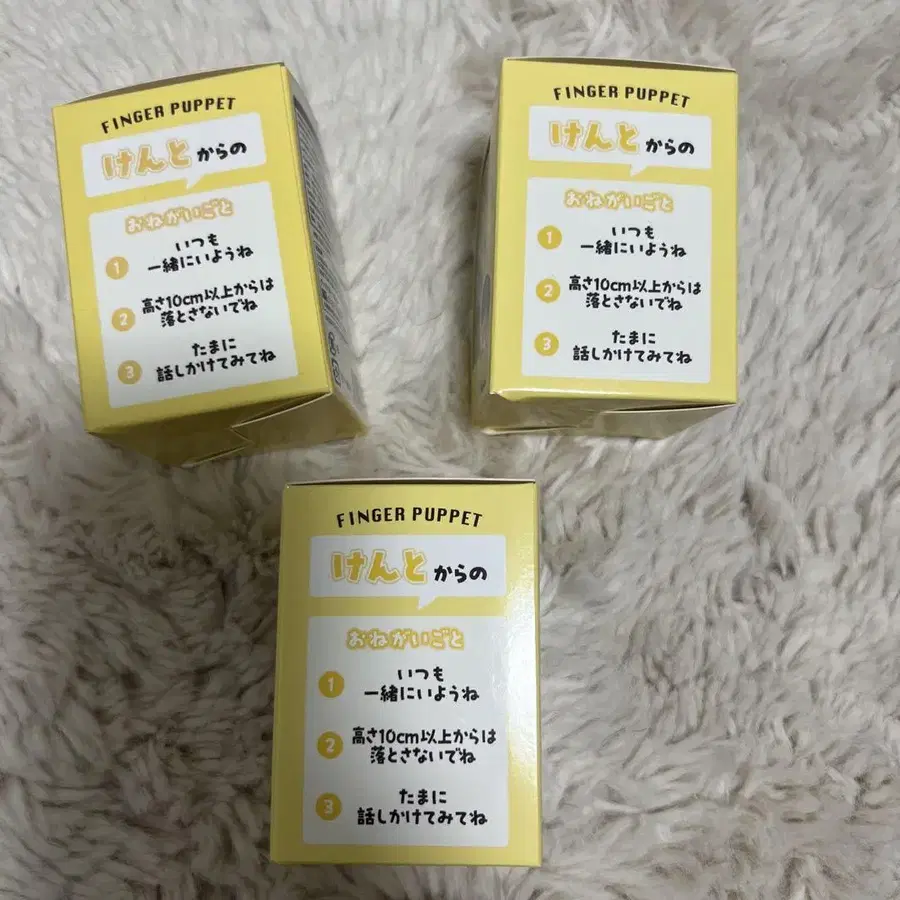 FINGER PUPPET
けんとからの
おねがいごと
1 いつも
一緒にいようね
2 高さ10cm以上からは
落とさないでね
3 たまに
話しかけてみてね
FINGER PUPPET
けんとからの
おねがいごと
1 いつも
一緒にいようね
2 高さ10cm以上からは
落とさないでね
3 たまに
話しかけてみてね
FINGER PUPPET
けんとからの
おねがいごと
1 いつも
一緒にいようね
2 高さ10cm以上からは
落とさないでね
3 たまに
話しかけてみてね